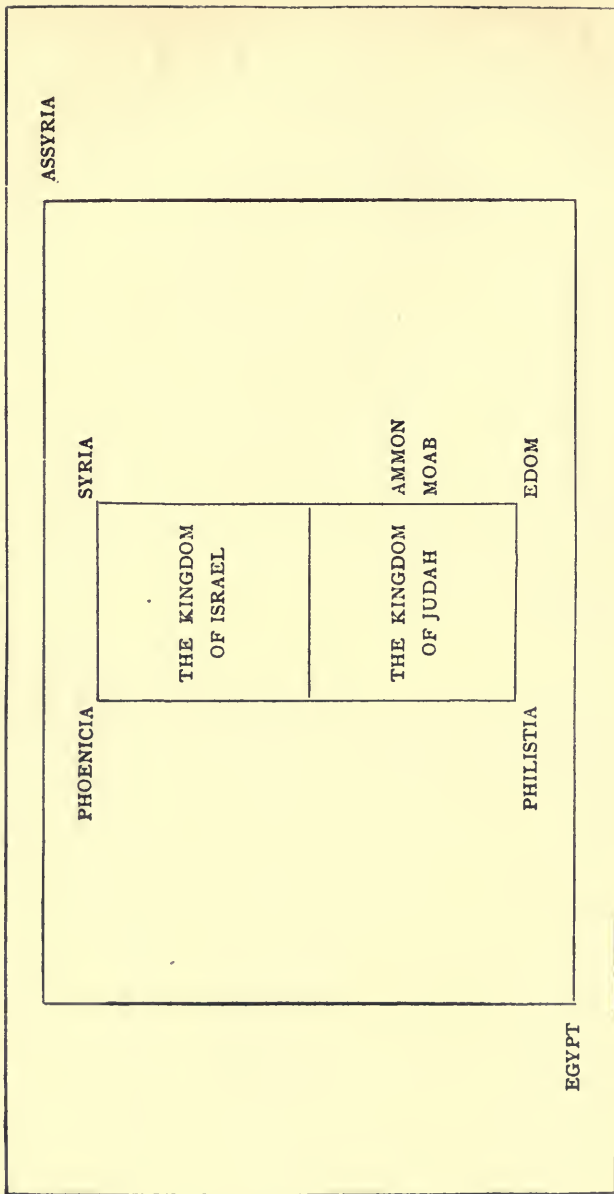 ASSYRIA
PHOENICIA
SYRIA
THE KINGDOM
OF ISRAEL
THE KINGDOM
OF JUDAH
AMMON
MOAB
PHILISTIA
EDOM
EGYPT